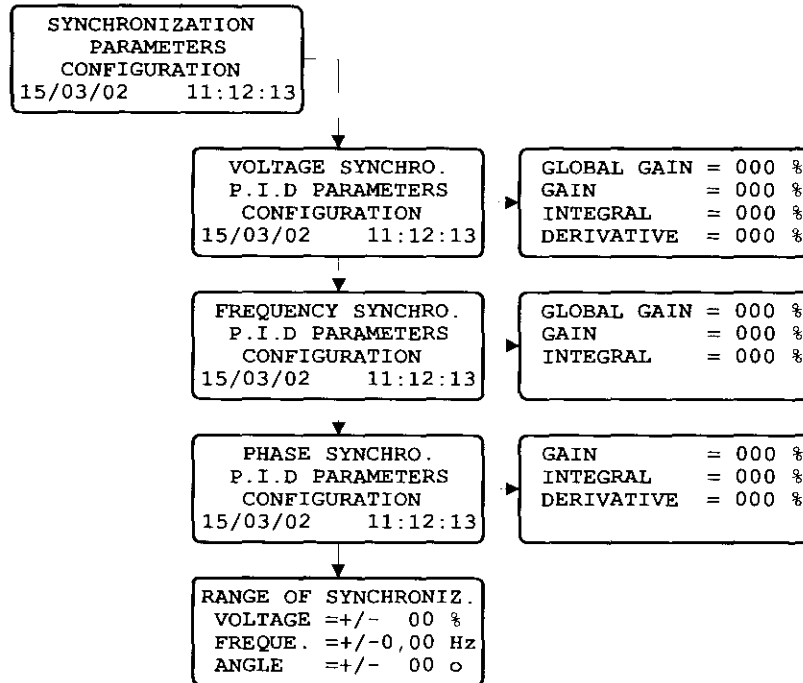 SYNCHRONIZATION
PARAMETERS
CONFIGURATION
15/03/02 11:12:13
VOLTAGE SYNCHRO.
P.I.D PARAMETERS
CONFIGURATION
15/03/02 11:12:13
GLOBAL GAIN = 000 %
GAIN = 000 %
INTEGRAL = 000 %
DERIVATIVE = 000 %
FREQUENCY SYNCHRO.
P.I.D PARAMETERS
CONFIGURATION
15/03/02 11:12:13
GLOBAL GAIN = 000 %
GAIN = 000 %
INTEGRAL = 000 %
PHASE SYNCHRO.
P.I.D PARAMETERS
CONFIGURATION
15/03/02 11:12:13
GAIN = 000 %
INTEGRAL = 000 %
DERIVATIVE = 000 %
RANGE OF SYNCHRONIZ.
VOLTAGE =+/- 00 %
FREQUE. =+/-0,00 Hz
ANGLE =+/- 00 o